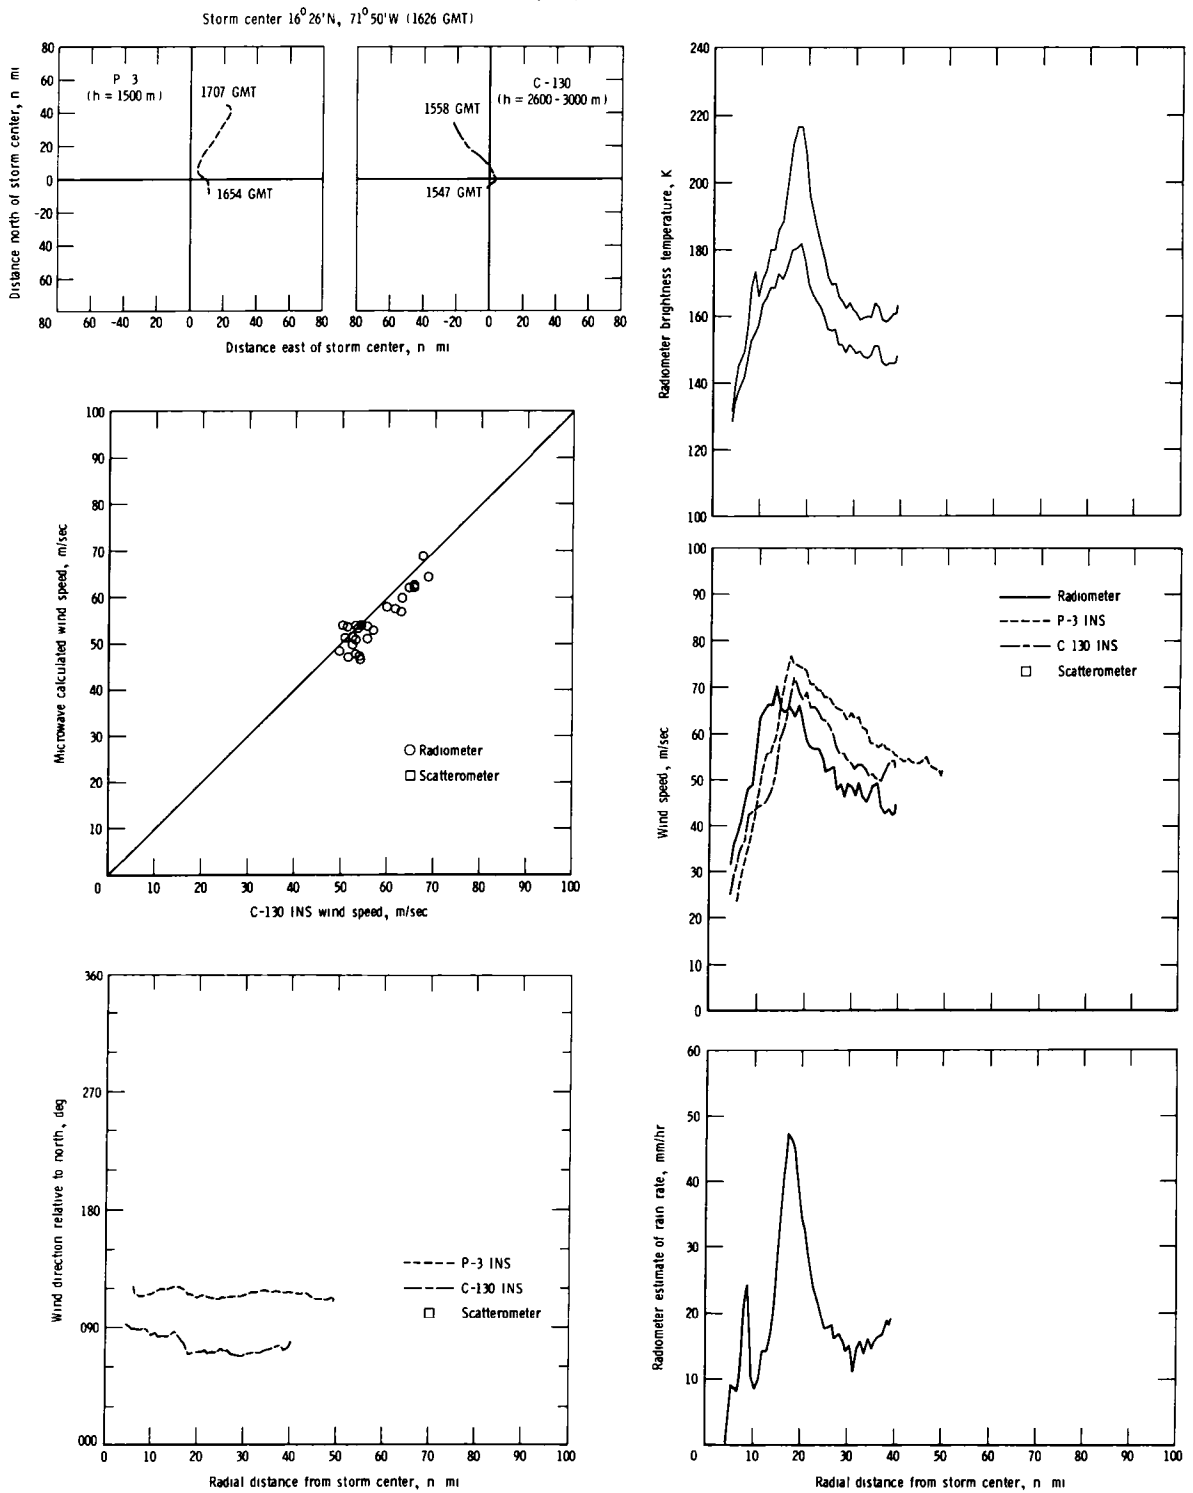 Storm center 16°26'N, 71°50'W (1626 GMT)
80
60
40
20
0
-20
40
60
80
P 3
(h = 1500 m)
1707 GMT
1654 GMT
C-130
(h = 2600-3000 m)
1558 GMT
1547 GMT
Distance north of storm center, n mi
60 -40 20 0 20 40 60 80
60 40 -20 0 20 40 60 80
Distance east of storm center, n mi
240
220
200
180
160
140
120
100
Radiometer brightness temperature, K
100
90
80
70
60
50
40
30
20
10
0
Microwave calculated wind speed, m/sec
Radiometer
Scatterometer
10 20 30 40 50 60 70 80 90 100
C-130 INS wind speed, m/sec
100
90
80
70
60
50
40
30
20
10
0
Wind speed, m/sec
Radiometer
P-3 INS
C 130 INS
Scatterometer
360
270
180
090
000
Wind direction relative to north, deg
P-3 INS
C-130 INS
Scatterometer
0 10 20 30 40 50 60 70 80 90 100
Radial distance from storm center, n mi
60
50
40
30
20
10
0
Radiometer estimate of rain rate, mm/hr
10 20 30 40 50 60 70 80 90 100
Radial distance from storm center, n mi